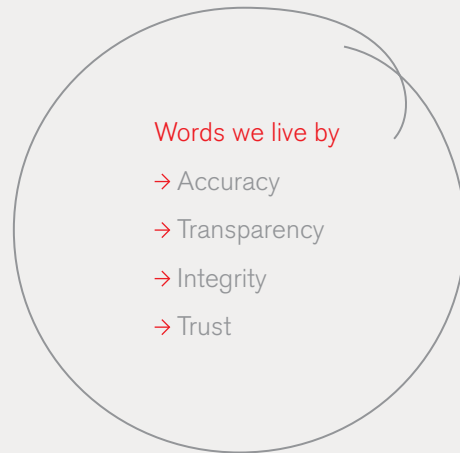 Words we live by
→ Accuracy
→ Transparency
→ Integrity
→ Trust